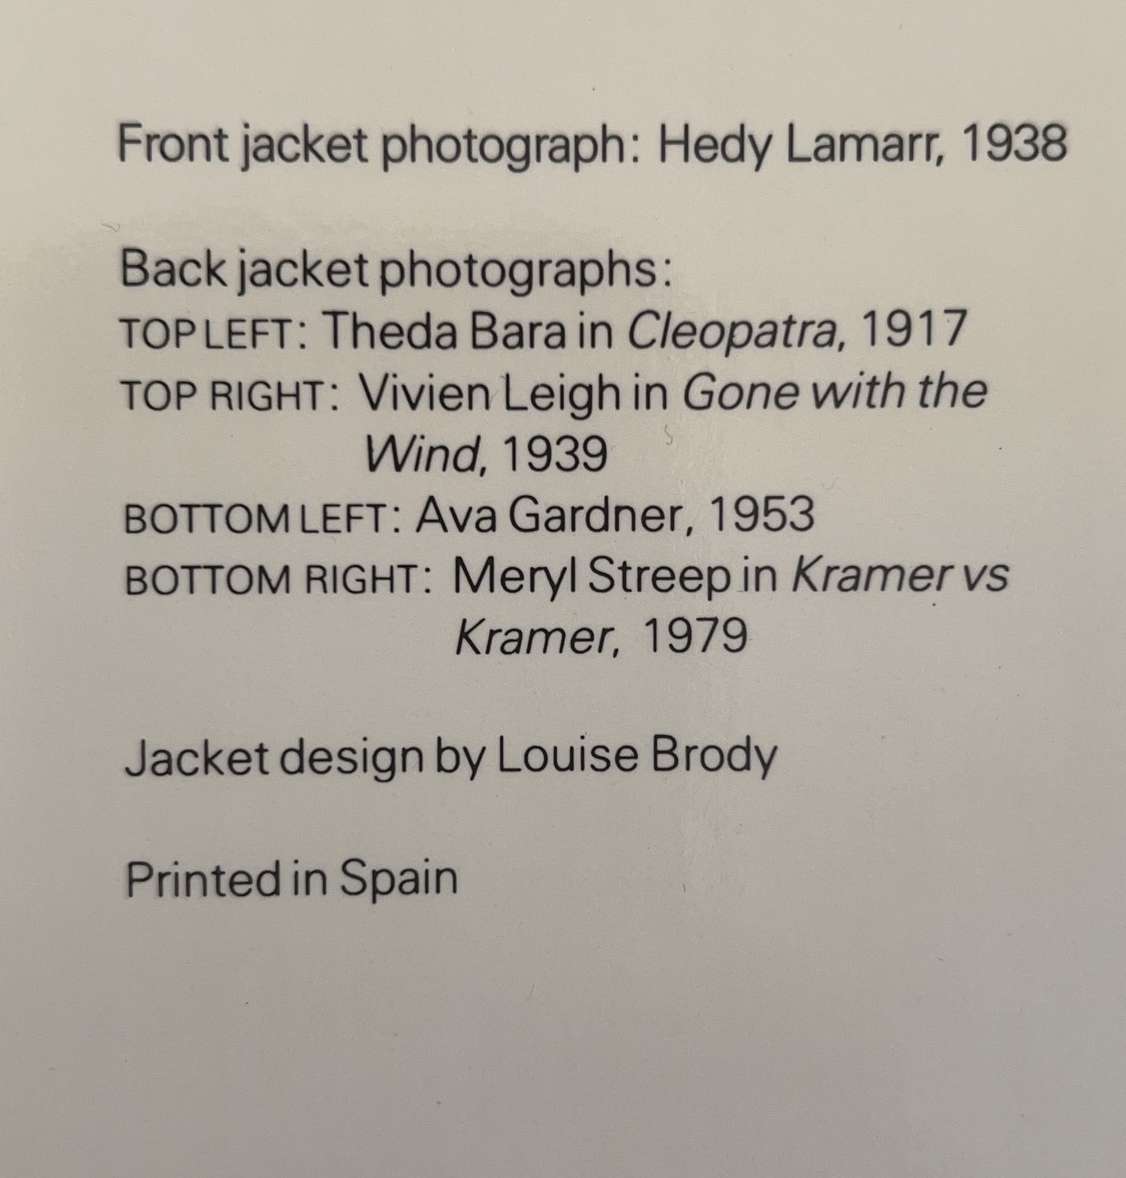 Front jacket photograph: Hedy Lamarr, 1938
Back jacket photographs:
TOP LEFT: Theda Bara in Cleopatra, 1917
TOP RIGHT: Vivien Leigh in Gone with the
Wind, 1939
BOTTOM LEFT: Ava Gardner, 1953
BOTTOM RIGHT: Meryl Streep in Kramer vs
Kramer, 1979
Jacket design by Louise Brody
Printed in Spain